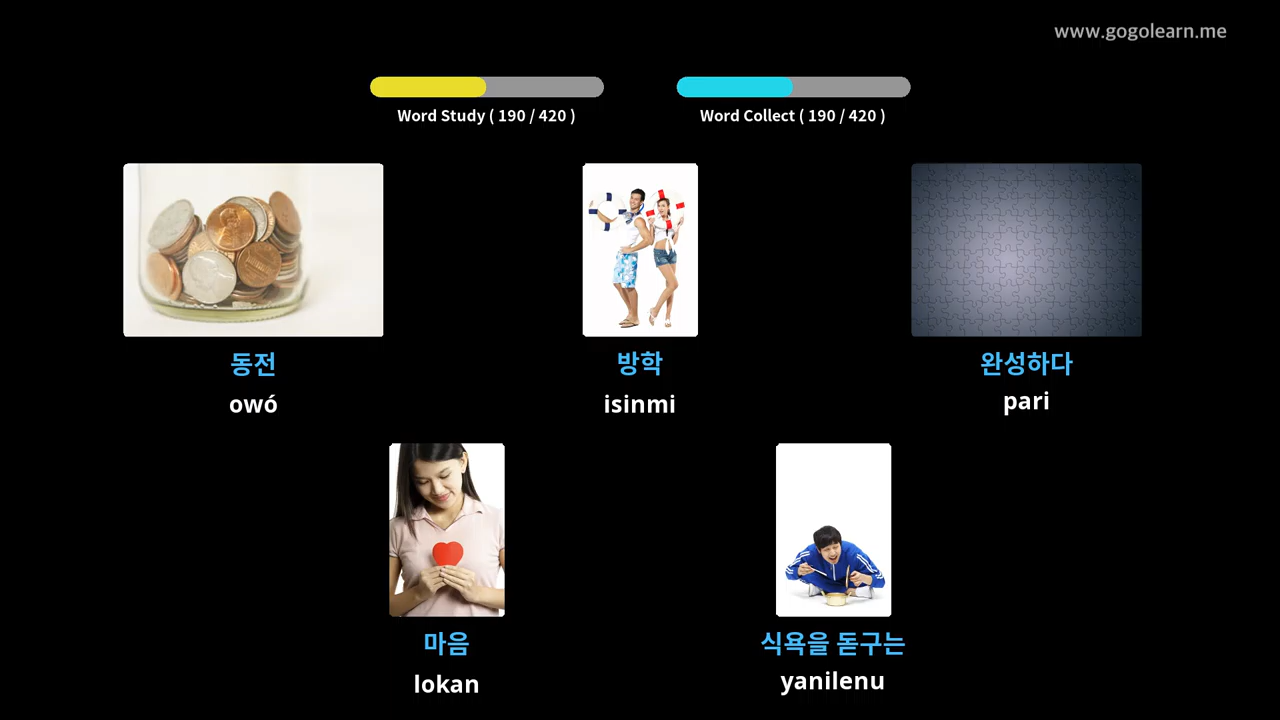 www.gogolearn.me
Word Study ( 190 / 420 )
Word Collect ( 190 / 420 )
동전
owó
방학
isinmi
완성하다
pari
마음
lokan
식욕을 돋구는
yanilenu